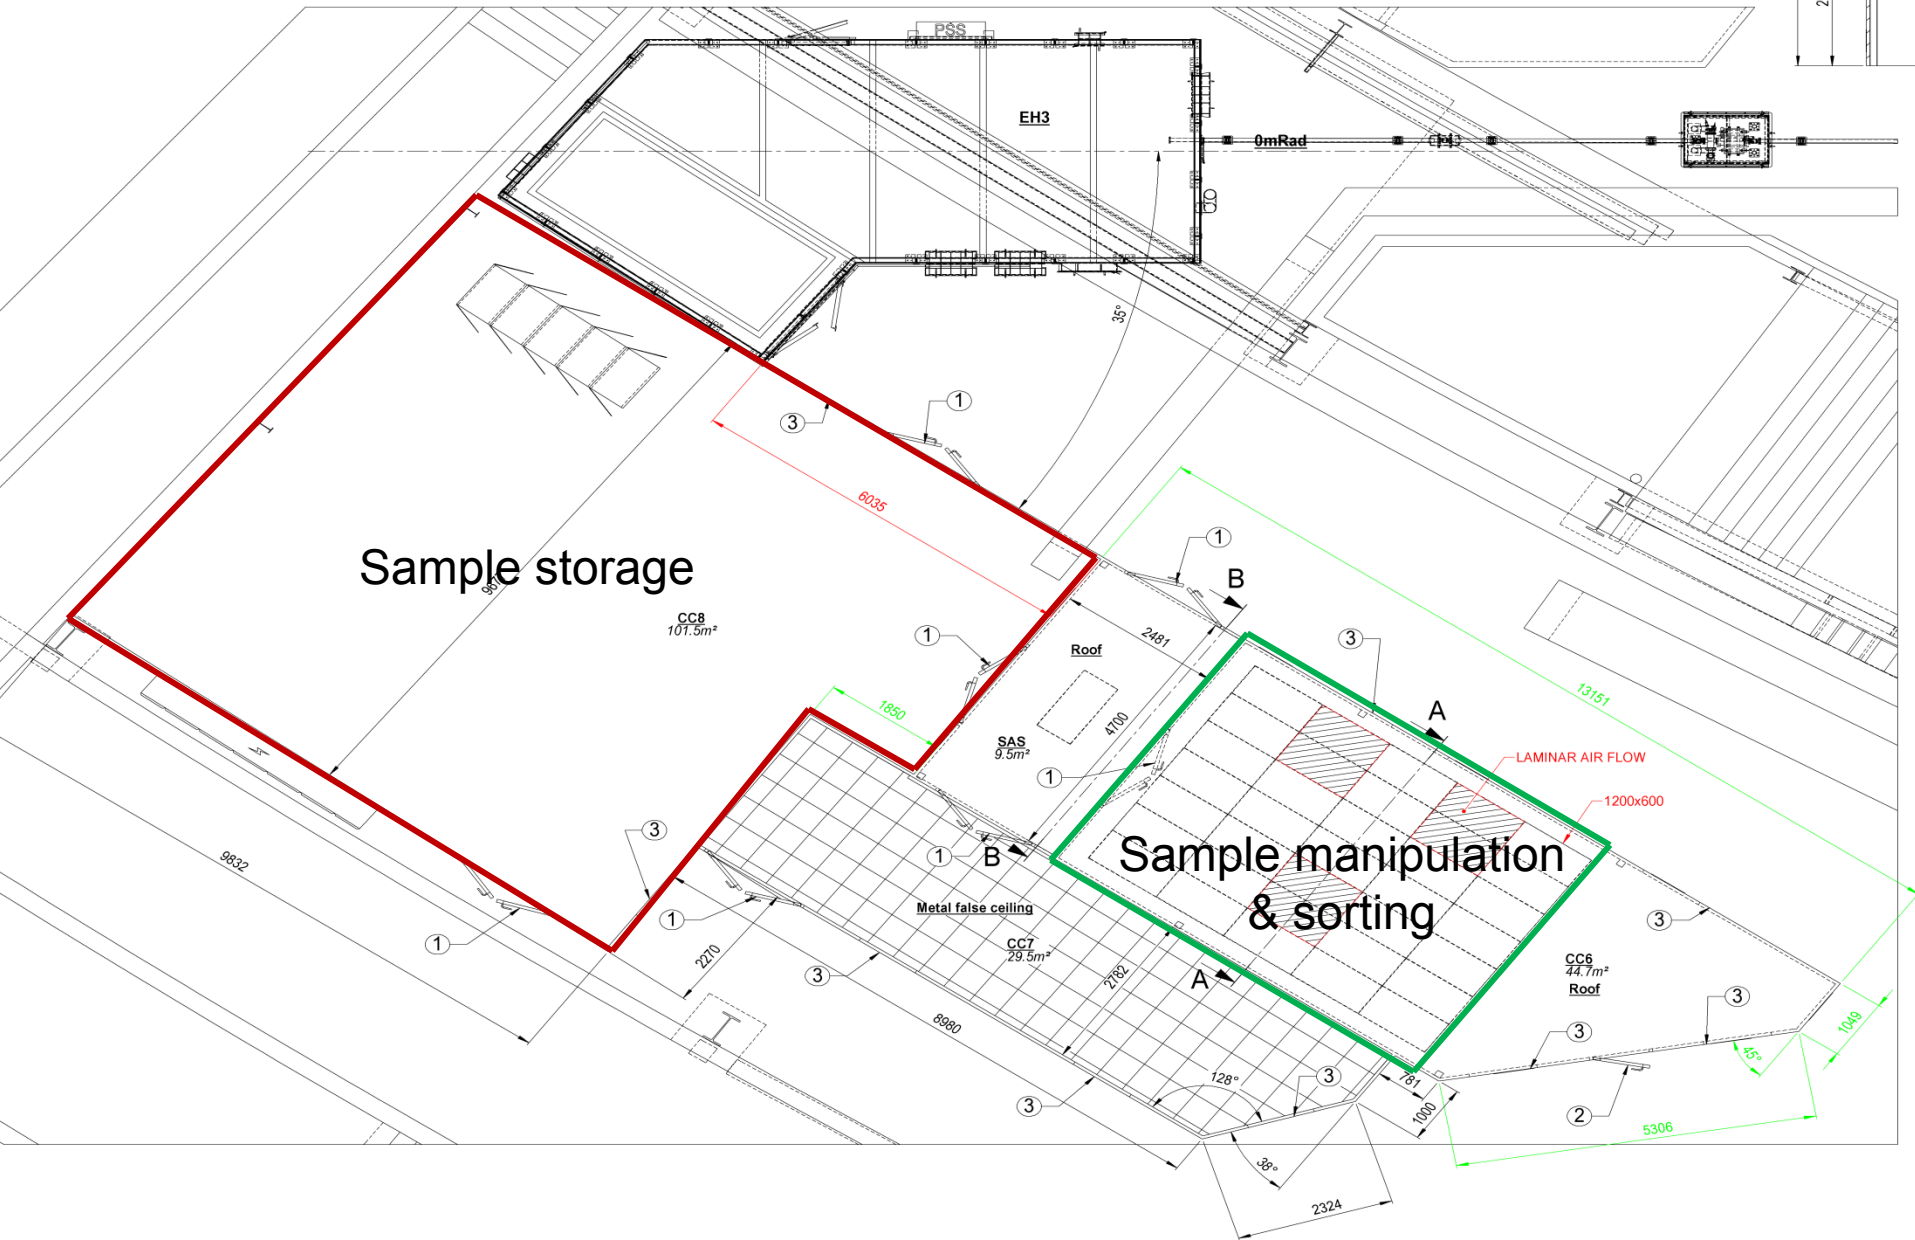 PSS
EH3
0mRad
35°
1
3
6035
1
B
Sample storage
CC8
101.5m²
1
2481
3
Roof
13151
1850
4700
A
SAS
9.5m²
1
LAMINAR AIR FLOW
1200x600
3
9832
1
B
Sample manipulation
& sorting
Metal false ceiling
CC7
29.5m²
1
1
3
2270
3
2782
A
CC6
44.7m²
Roof
3
8980
3
1049
45°
128°
3
781
1000
3
2
5306
38°
2324